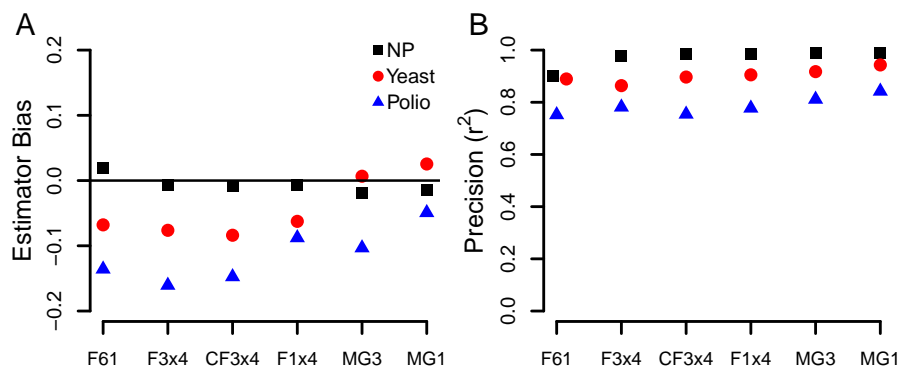 A
Estimator Bias
0.2
0.1
0.0
−0.1
−0.2
NP
Yeast
Polio
F61 F3x4 CF3x4 F1x4 MG3 MG1
B
Precision (r²)
1.0
0.8
0.6
0.4
0.2
0.0
F61 F3x4 CF3x4 F1x4 MG3 MG1